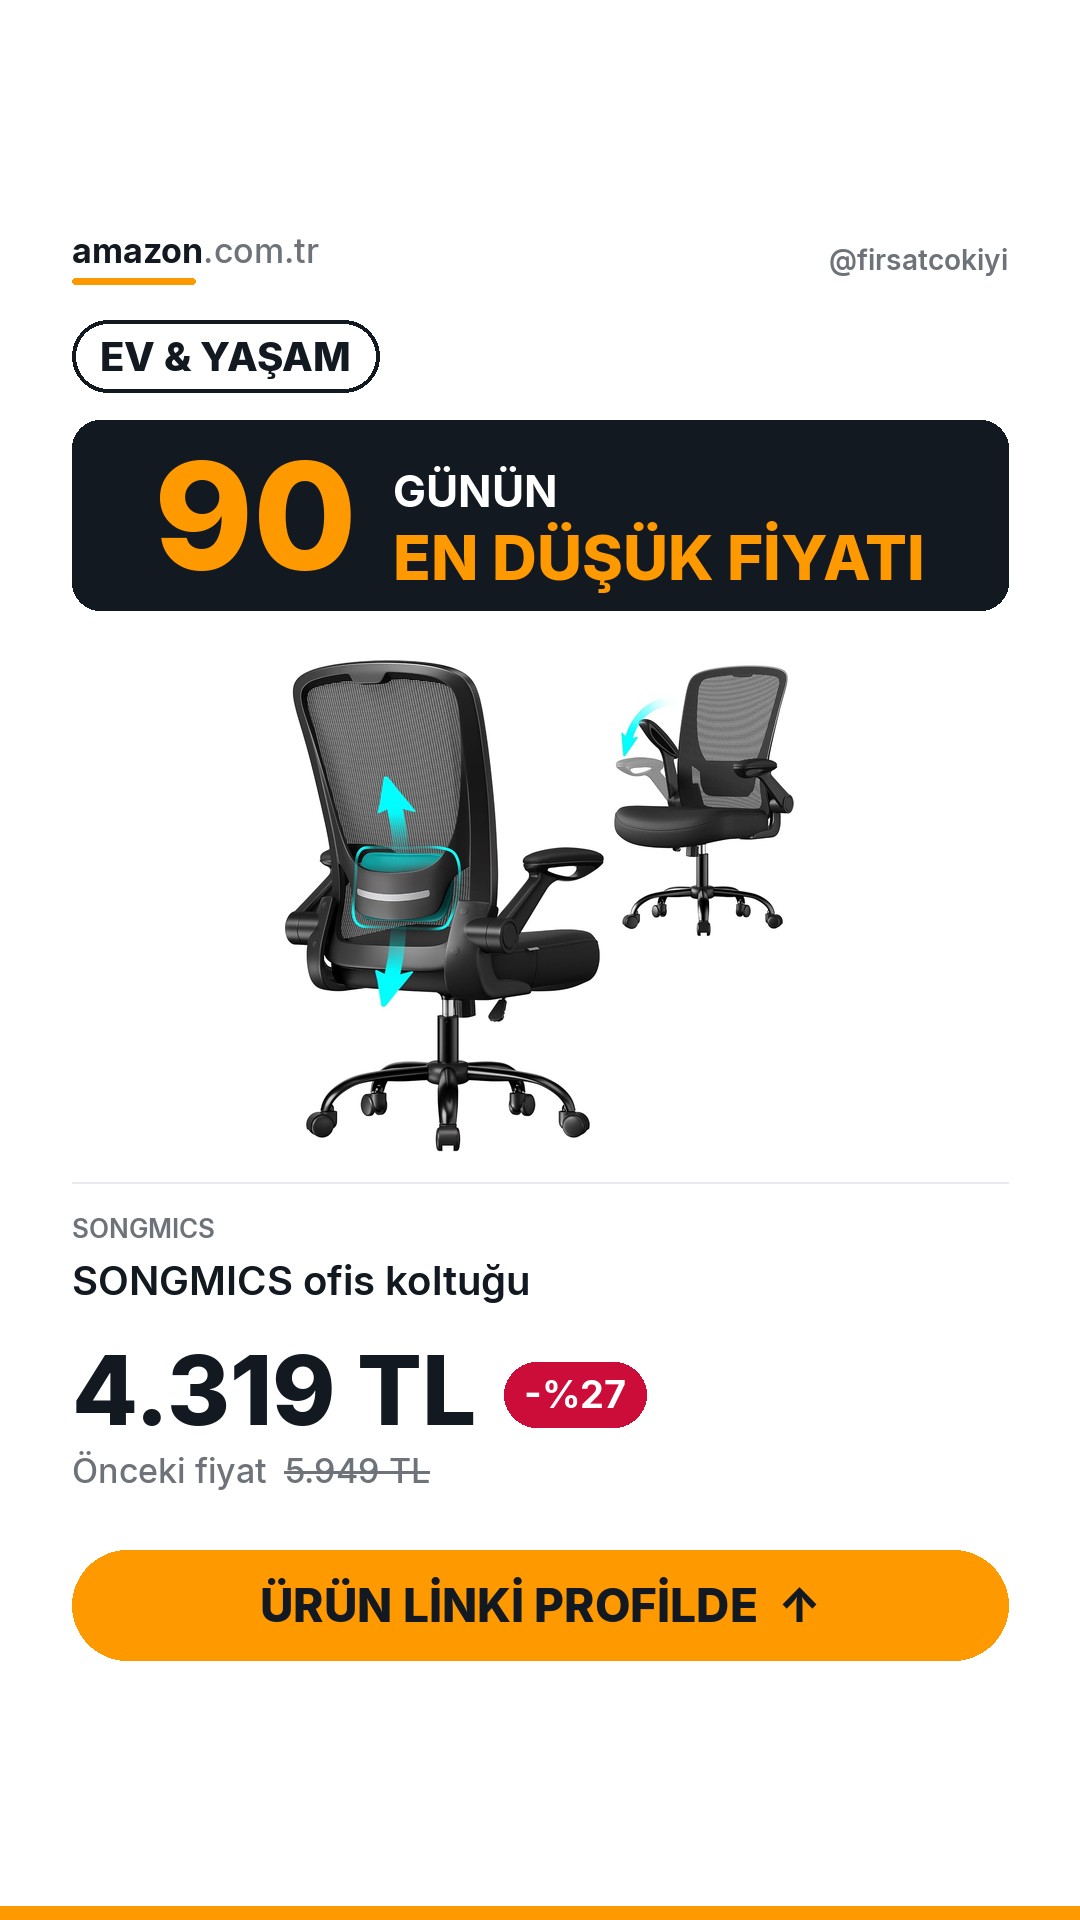 amazon.com.tr
@firsatcokiyi
EV & YAŞAM
90 GÜNÜN
EN DÜŞÜK FİYATI
SONGMICS
SONGMICS ofis koltuğu
4.319 TL -%27
Önceki fiyat 5.949 TL
ÜRÜN LİNKİ PROFİLDE ↑